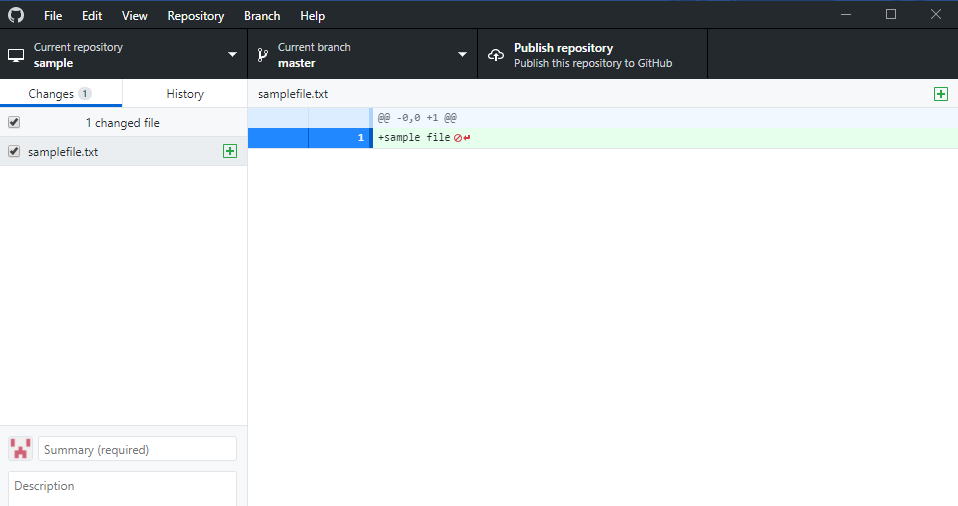 File Edit View Repository Branch Help
Current repository
sample
Current branch
master
Publish repository
Publish this repository to GitHub
Changes 1
History
1 changed file
samplefile.txt
Summary (required)
Description
samplefile.txt
@@ -0,0 +1 @@
1 +sample file